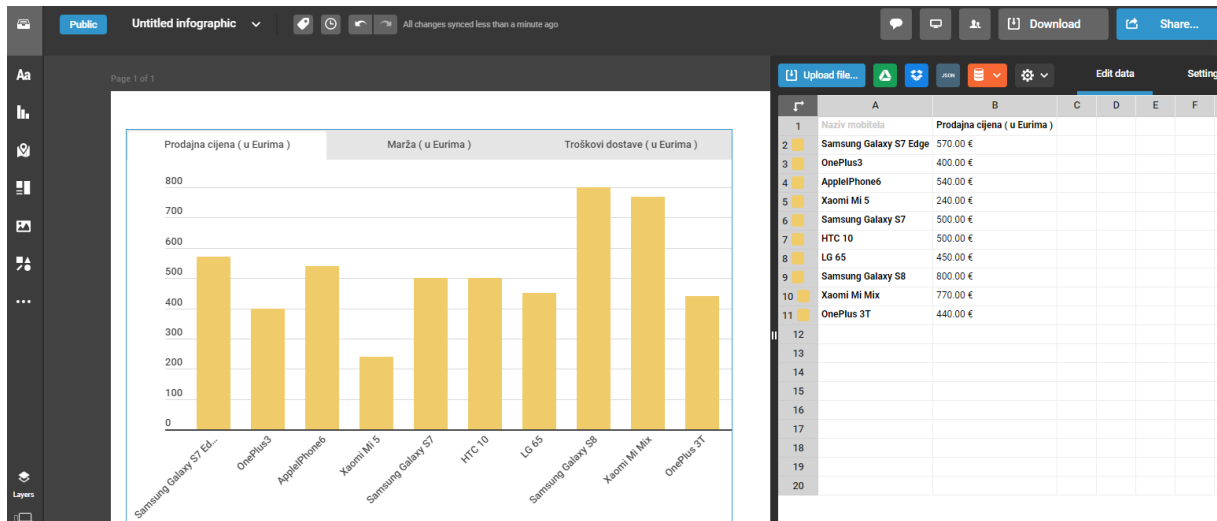 Public
Untitled infographic
All changes synced less than a minute ago
Download
Share...
Aa
Page 1 of 1
Upload file...
JSON
Edit data
Setting
Prodajna cijena ( u Eurima )
Marža ( u Eurima )
Troškovi dostave ( u Eurima )
800
700
600
500
400
300
200
100
0
Samsung Galaxy S7 Ed...
OnePlus3
AppleIPhone6
Xaomi Mi 5
Samsung Galaxy S7
HTC 10
LG 65
Samsung Galaxy S8
Xaomi Mi Mix
OnePlus 3T
A B C D E F
1 Naziv mobitela Prodajna cijena ( u Eurima )
2 Samsung Galaxy S7 Edge 570.00 €
3 OnePlus3 400.00 €
4 AppleIPhone6 540.00 €
5 Xaomi Mi 5 240.00 €
6 Samsung Galaxy S7 500.00 €
7 HTC 10 500.00 €
8 LG 65 450.00 €
9 Samsung Galaxy S8 800.00 €
10 Xaomi Mi Mix 770.00 €
11 OnePlus 3T 440.00 €
12
13
14
15
16
17
18
19
20
Layers